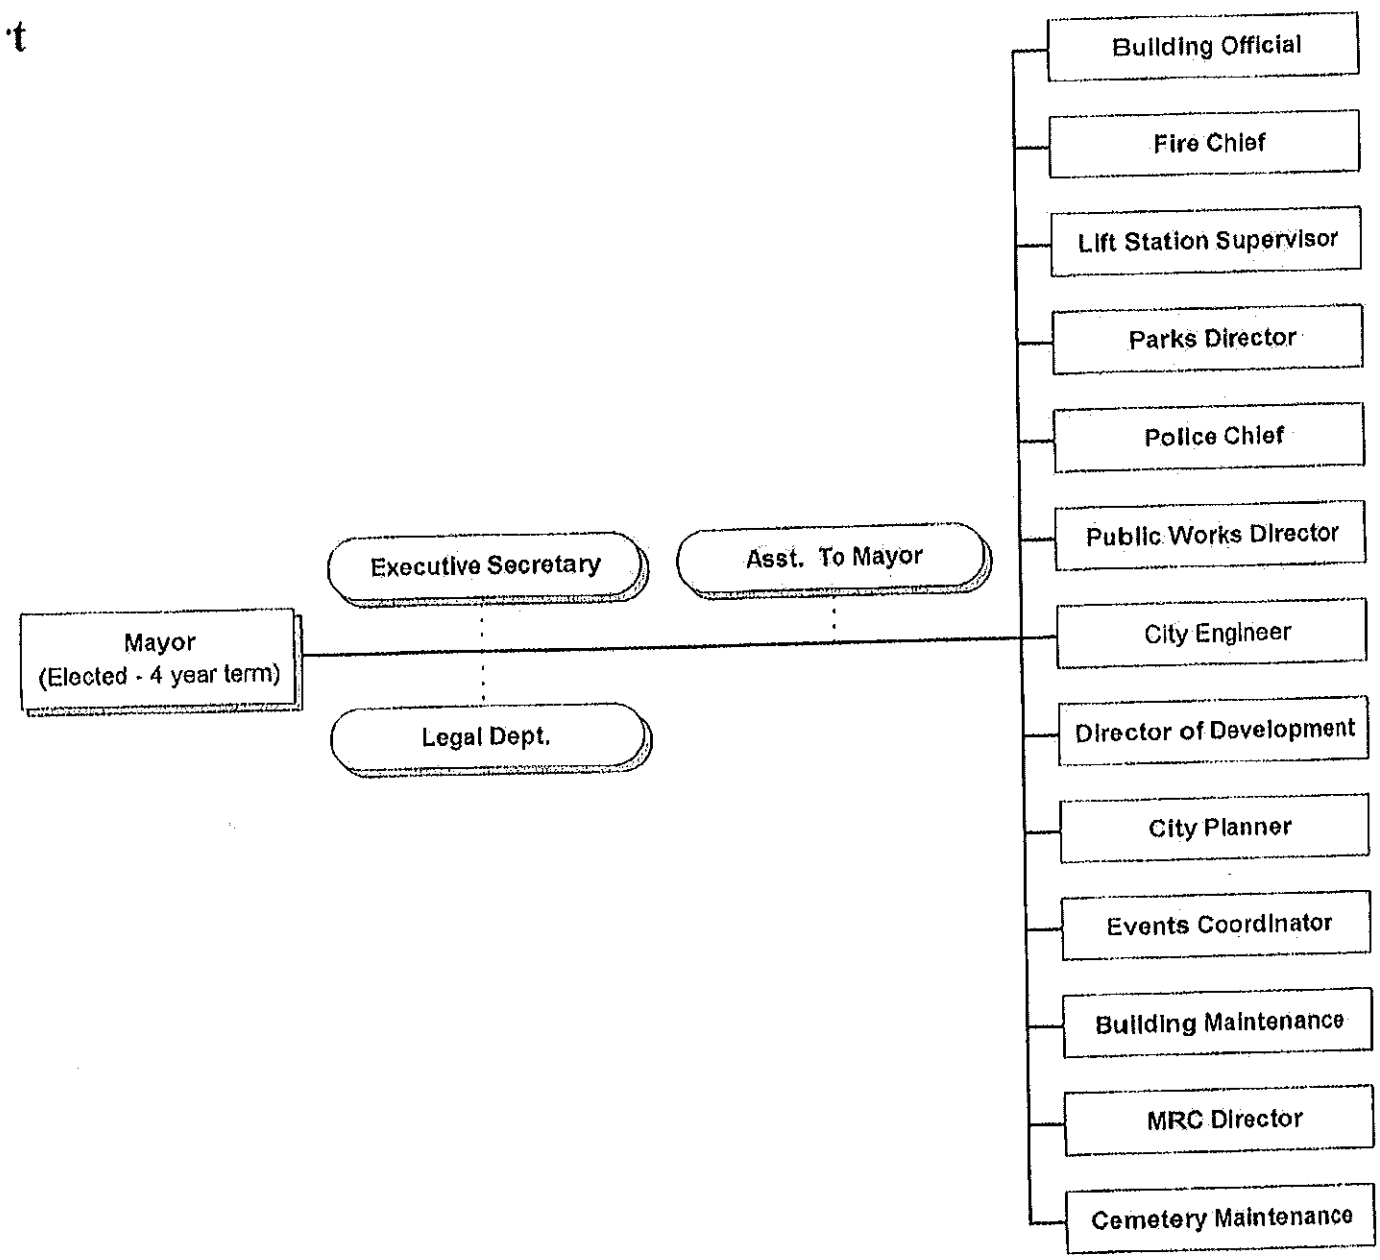 t
Building Official
Fire Chief
Lift Station Supervisor
Parks Director
Police Chief
Public Works Director
Executive Secretary
Asst. To Mayor
Mayor
(Elected - 4 year term)
City Engineer
Legal Dept.
Director of Development
City Planner
Events Coordinator
Building Maintenance
MRC Director
Cemetery Maintenance